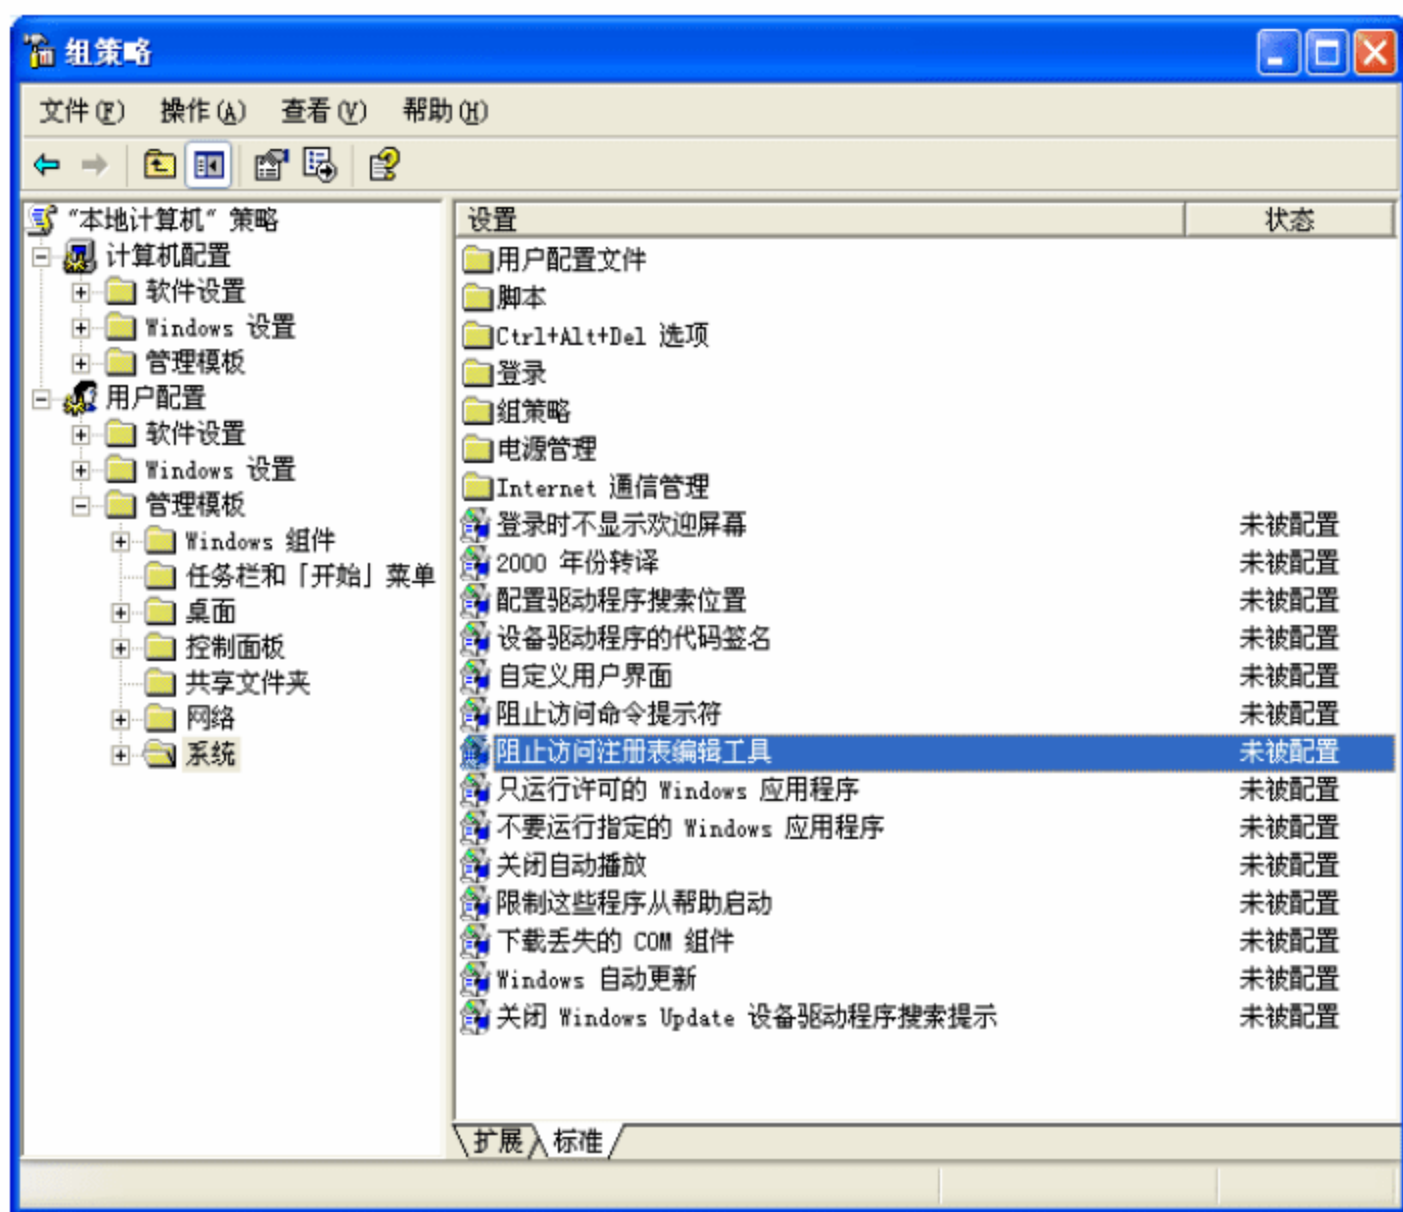 组策略
文件(F) 操作(A) 查看(V) 帮助(H)
"本地计算机" 策略
计算机配置
软件设置
Windows 设置
管理模板
用户配置
软件设置
Windows 设置
管理模板
Windows 组件
任务栏和「开始」菜单
桌面
控制面板
共享文件夹
网络
系统
设置 状态
用户配置文件
脚本
Ctrl+Alt+Del 选项
登录
组策略
电源管理
Internet 通信管理
登录时不显示欢迎屏幕 未被配置
2000 年份转译 未被配置
配置驱动程序搜索位置 未被配置
设备驱动程序的代码签名 未被配置
自定义用户界面 未被配置
阻止访问命令提示符 未被配置
阻止访问注册表编辑工具 未被配置
只运行许可的 Windows 应用程序 未被配置
不要运行指定的 Windows 应用程序 未被配置
关闭自动播放 未被配置
限制这些程序从帮助启动 未被配置
下载丢失的 COM 组件 未被配置
Windows 自动更新 未被配置
关闭 Windows Update 设备驱动程序搜索提示 未被配置
扩展 标准